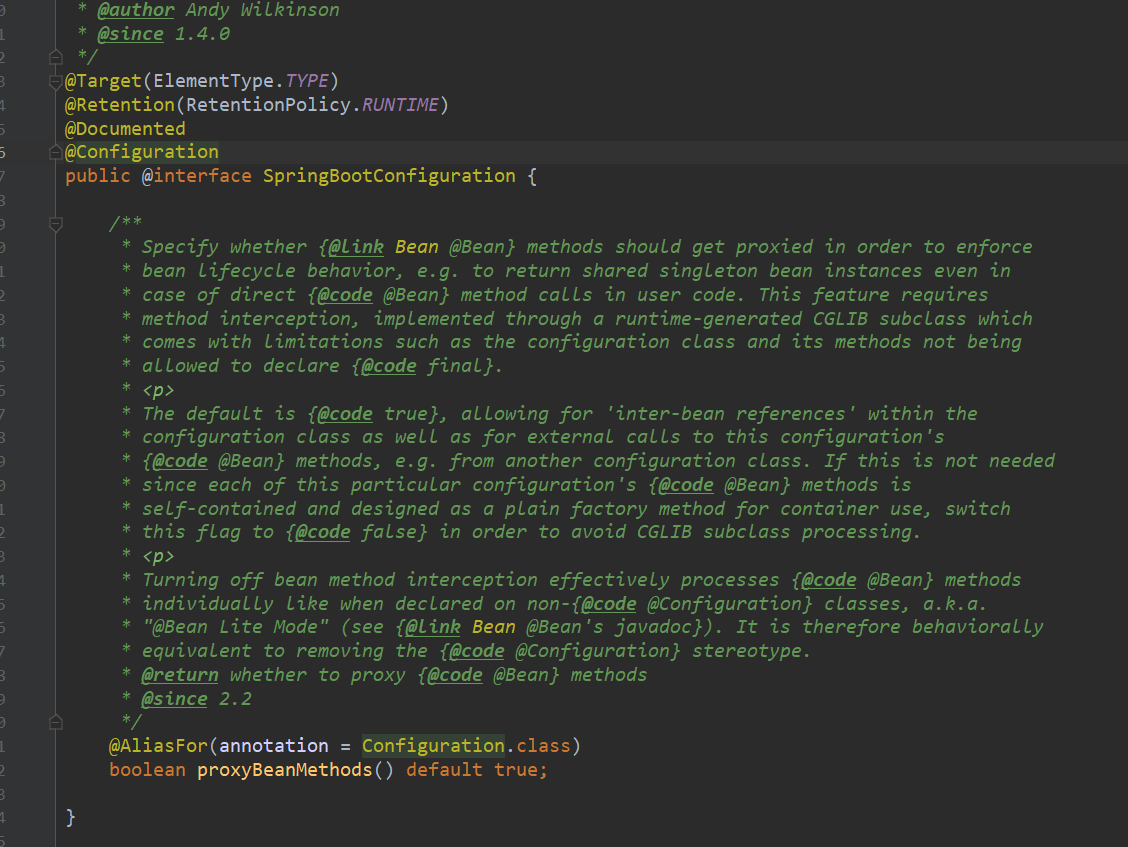 * @author Andy Wilkinson
* @since 1.4.0
*/
@Target(ElementType.TYPE)
@Retention(RetentionPolicy.RUNTIME)
@Documented
@Configuration
public @interface SpringBootConfiguration {
/**
* Specify whether {@link Bean @Bean} methods should get proxied in order to enforce
* bean lifecycle behavior, e.g. to return shared singleton bean instances even in
* case of direct {@code @Bean} method calls in user code. This feature requires
* method interception, implemented through a runtime-generated CGLIB subclass which
* comes with limitations such as the configuration class and its methods not being
* allowed to declare {@code final}.
* <p>
* The default is {@code true}, allowing for 'inter-bean references' within the
* configuration class as well as for external calls to this configuration's
* {@code @Bean} methods, e.g. from another configuration class. If this is not needed
* since each of this particular configuration's {@code @Bean} methods is
* self-contained and designed as a plain factory method for container use, switch
* this flag to {@code false} in order to avoid CGLIB subclass processing.
* <p>
* Turning off bean method interception effectively processes {@code @Bean} methods
* individually like when declared on non-{@code @Configuration} classes, a.k.a.
* "@Bean Lite Mode" (see {@link Bean @Bean's javadoc}). It is therefore behaviorally
* equivalent to removing the {@code @Configuration} stereotype.
* @return whether to proxy {@code @Bean} methods
* @since 2.2
*/
@AliasFor(annotation = Configuration.class)
boolean proxyBeanMethods() default true;
}